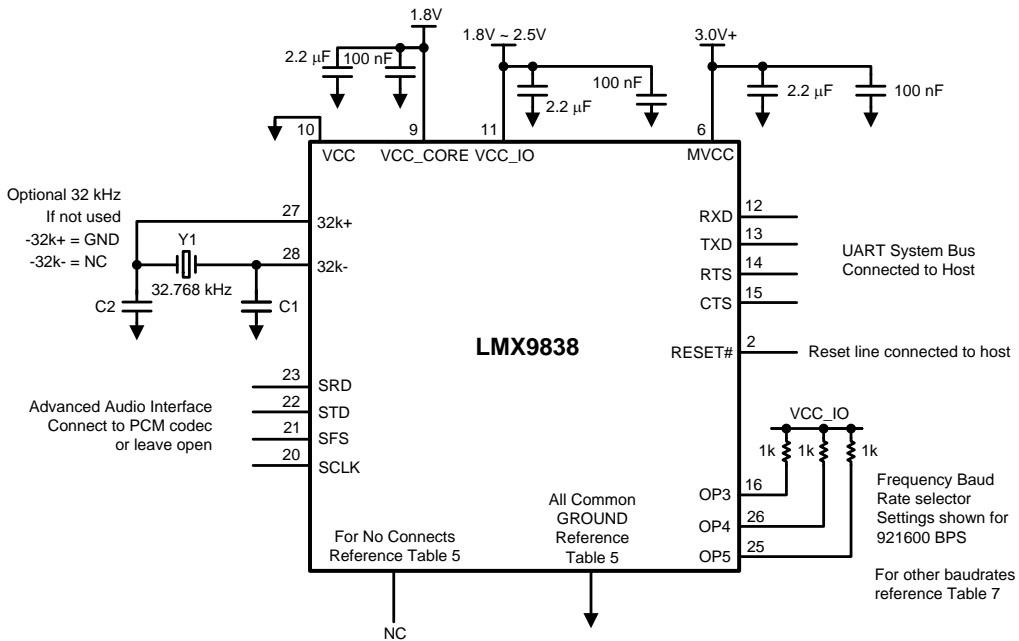 1.8V
2.2 μF
100 nF
1.8V ~ 2.5V
2.2 μF
100 nF
3.0V+
2.2 μF
100 nF
10
9
11
6
VCC
VCC_CORE
VCC_IO
MVCC
Optional 32 kHz
If not used
-32k+ = GND
-32k- = NC
27
32k+
28
32k-
Y1
32.768 kHz
C2
C1
RXD
12
TXD
13
RTS
14
CTS
15
UART System Bus
Connected to Host
LMX9838
RESET#
2
Reset line connected to host
Advanced Audio Interface
Connect to PCM codec
or leave open
23
SRD
22
STD
21
SFS
20
SCLK
VCC_IO
1k
1k
1k
OP3
16
OP4
26
OP5
25
Frequency Baud
Rate selector
Settings shown for
921600 BPS
For other baudrates
reference Table 7
For No Connects
Reference Table 5
All Common
GROUND
Reference
Table 5
NC